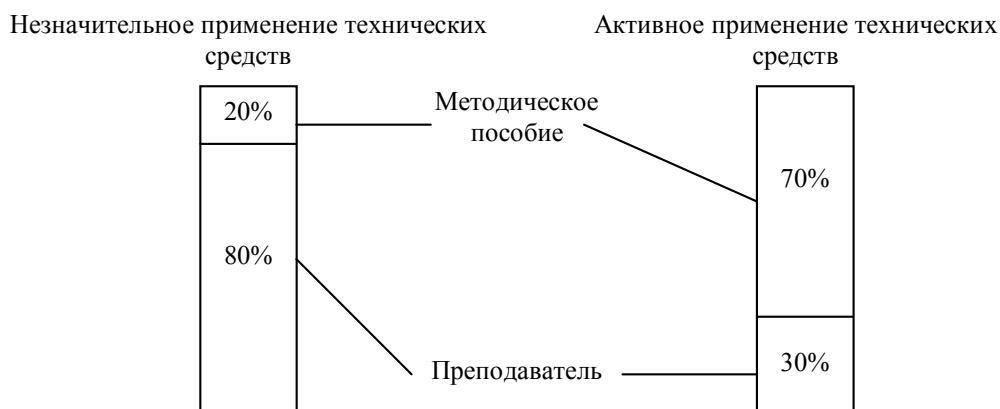 Незначительное применение технических
средств
Активное применение технических
средств
20%
Методическое
пособие
70%
80%
Преподаватель
30%